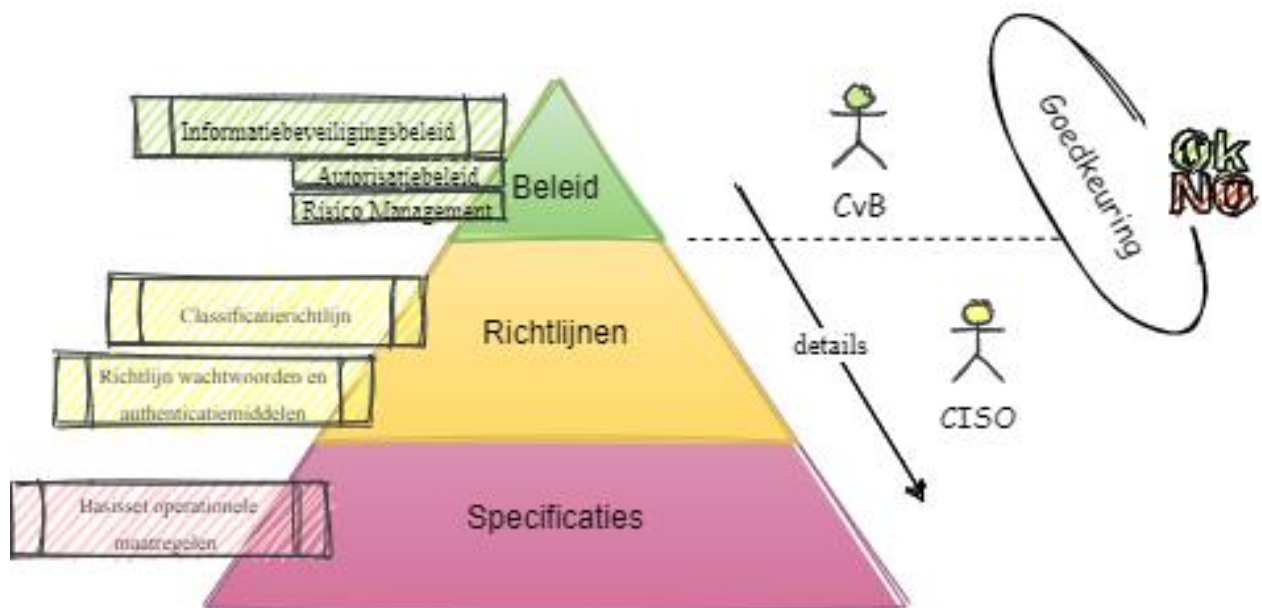 Informatiebeveiligingsbeleid
Autorisatiebeleid
Risico Management
Beleid
CvB
Goedkeuring
Ok
NO
Classificatierichtlijn
Richtlijn wachtwoorden en
authenticatiemiddelen
Richtlijnen
details
CISO
Basisset operationele
maatregelen
Specificaties